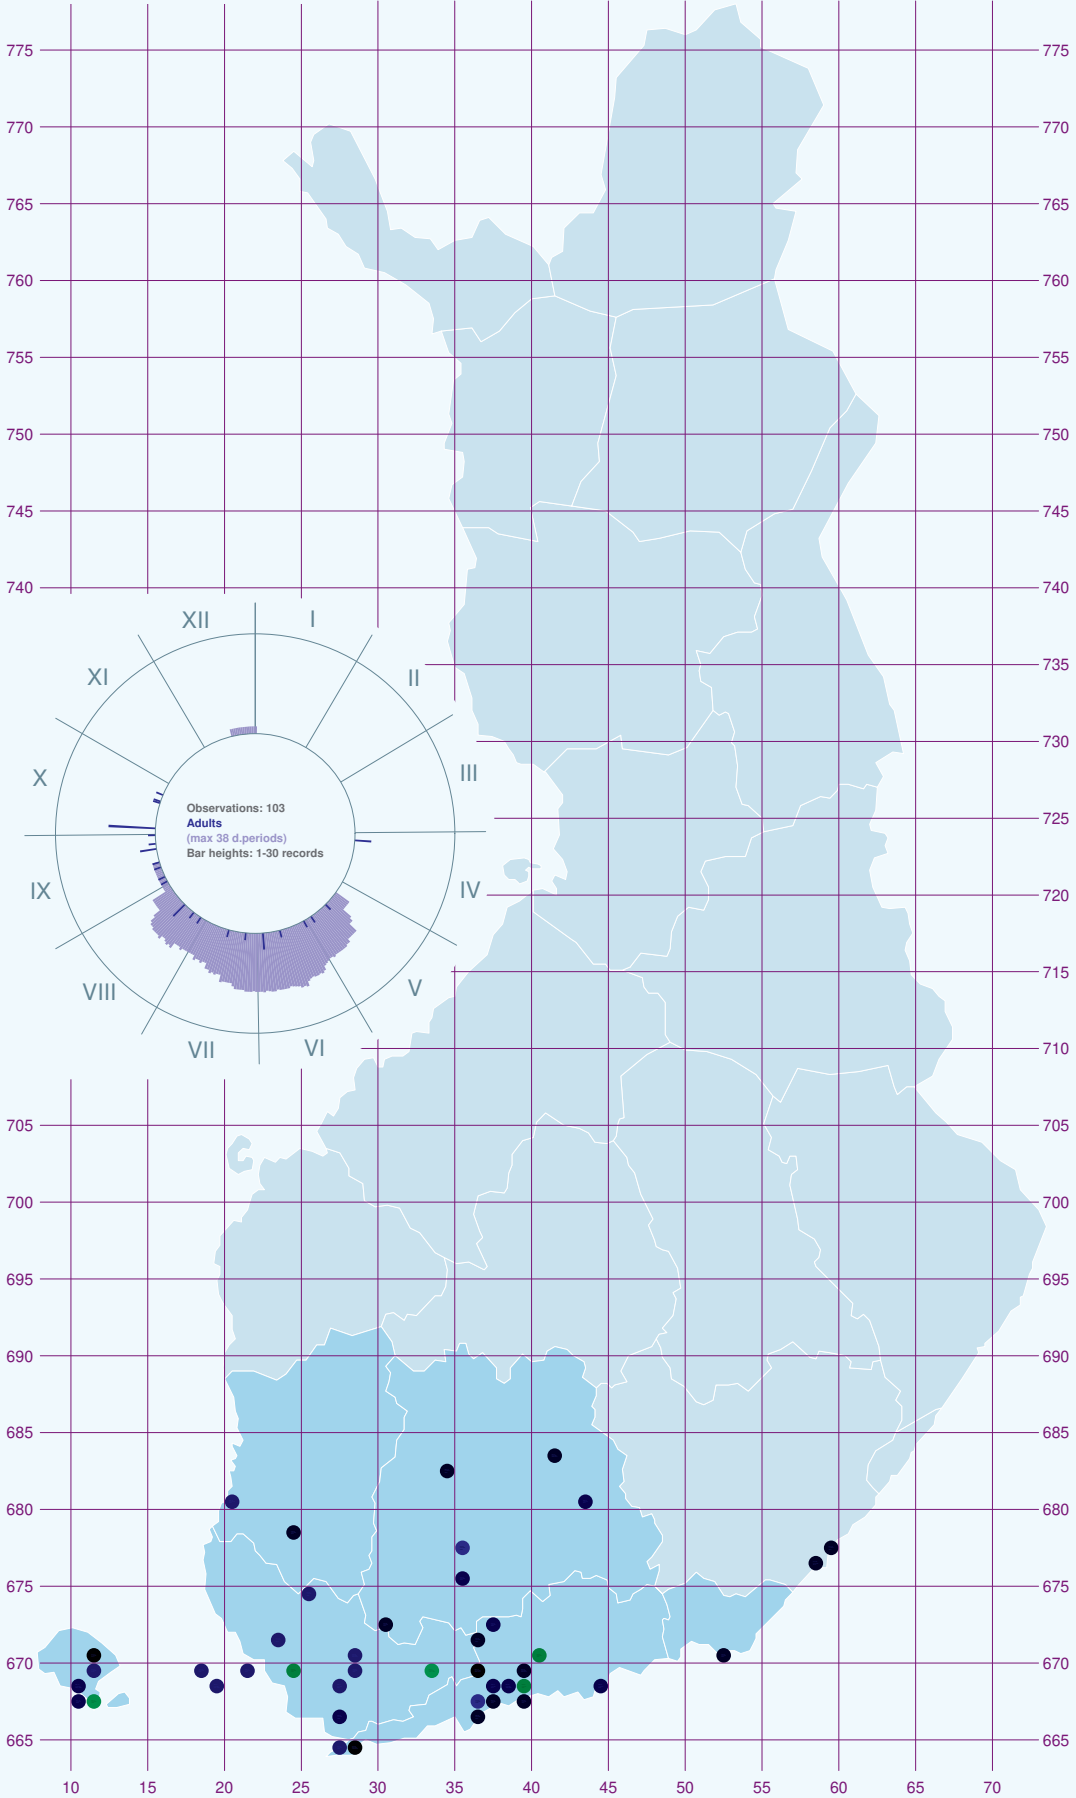 775 775
770 770
765 765
760 760
755 755
750 750
745 745
740 740
735
730
725
720
715
710
XII I
XI II
X III
IX IV
VIII V
VII VI
Observations: 103
Adults
(max 38 d.periods)
Bar heights: 1-30 records
705 705
700 700
695 695
690 690
685 685
680 680
675 675
670 670
665 665
10 15 20 25 30 35 40 45 50 55 60 65 70